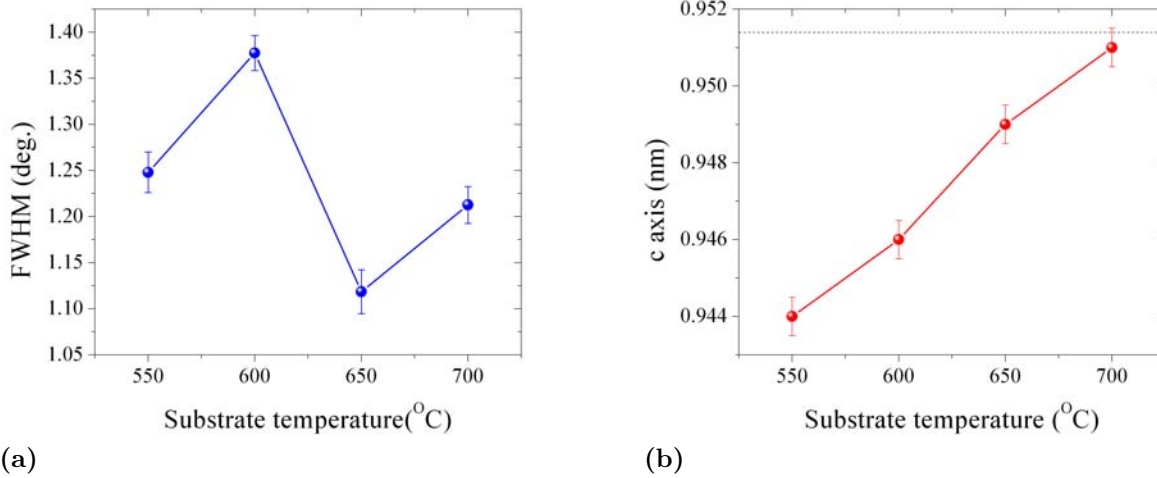 1.40
1.35
1.30
1.25
1.20
1.15
1.10
1.05
FWHM (deg.)
550 600 650 700
Substrate temperature(°C)
(a)
0.952
0.950
0.948
0.946
0.944
c axis (nm)
550 600 650 700
Substrate temperature (°C)
(b)